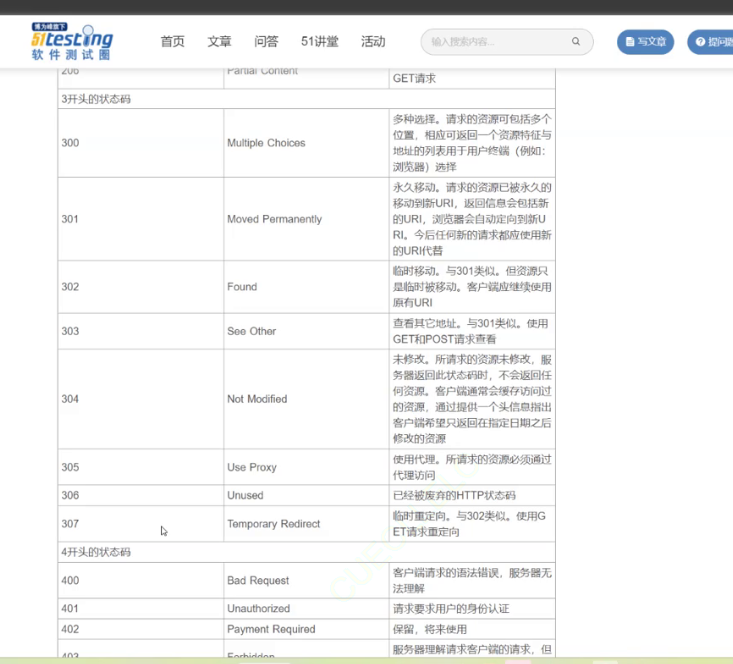 博为峰旗下
51testing
软件测试圈
首页
文章
问答
51讲堂
活动
输入搜索内容...
写文章
提问题
206
Partial Content
GET请求
3开头的状态码
300
Multiple Choices
多种选择。请求的资源可包括多个
位置，相应可返回一个资源特征与
地址的列表用于用户终端（例如：
浏览器）选择
301
Moved Permanently
永久移动。请求的资源已被永久的
移动到新URI，返回信息会包括新
的URI，浏览器会自动定向到新U
RI。今后任何新的请求都应使用新
的URI代替
302
Found
临时移动。与301类似。但资源只
是临时被移动。客户端应继续使用
原有URI
303
See Other
查看其它地址。与301类似。使用
GET和POST请求查看
304
Not Modified
未修改。所请求的资源未修改，服
务器返回此状态码时，不会返回任
何资源。客户端通常会缓存访问过
的资源，通过提供一个头信息指出
客户端希望只返回在指定日期之后
修改的资源
305
Use Proxy
使用代理。所请求的资源必须通过
代理访问
306
Unused
已经被废弃的HTTP状态码
307
Temporary Redirect
临时重定向。与302类似。使用G
ET请求重定向
4开头的状态码
400
Bad Request
客户端请求的语法错误，服务器无
法理解
401
Unauthorized
请求要求用户的身份认证
402
Payment Required
保留，将来使用
403
Forbidden
服务器理解请求客户端的请求，但